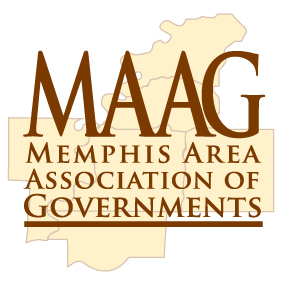 MAAG
MEMPHIS AREA
ASSOCIATION OF
GOVERNMENTS